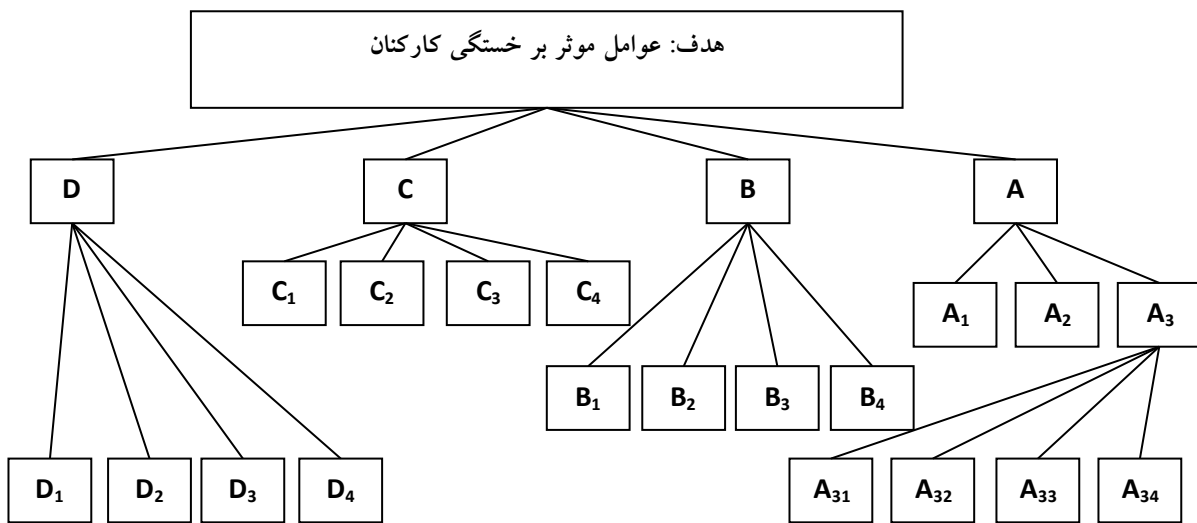 هدف: عوامل موثر بر خستگی کارکنان
D
C
B
A
C₁
C₂
C₃
C₄
A₁
A₂
A₃
B₁
B₂
B₃
B₄
D₁
D₂
D₃
D₄
A₃₁
A₃₂
A₃₃
A₃₄